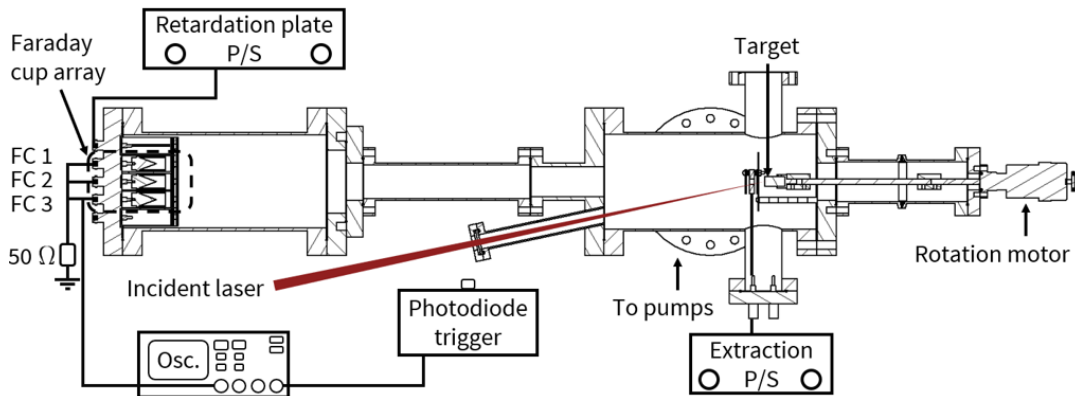 Retardation plate
P/S
Faraday
cup array
Target
FC 1
FC 2
FC 3
50 Ω
Incident laser
Photodiode
trigger
To pumps
Rotation motor
Osc.
Extraction
P/S